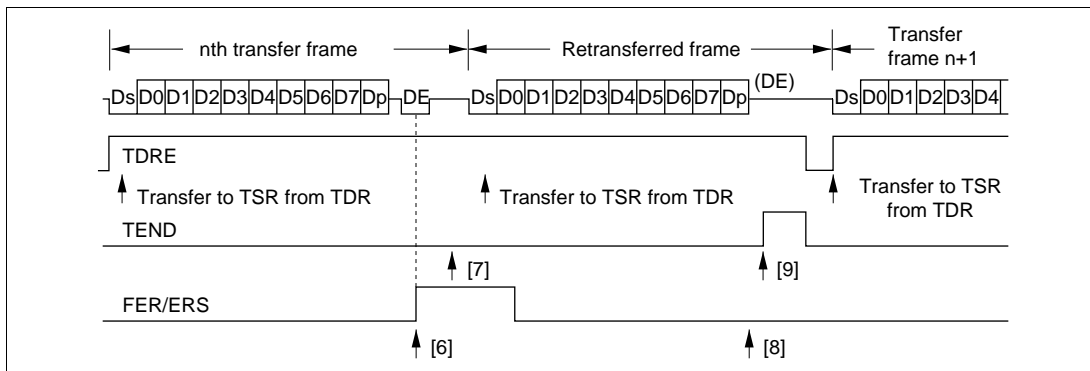 nth transfer frame
Retransferred frame
Transfer
frame n+1
Ds D0 D1 D2 D3 D4 D5 D6 D7 Dp DE
Ds D0 D1 D2 D3 D4 D5 D6 D7 Dp (DE)
Ds D0 D1 D2 D3 D4
TDRE
Transfer to TSR from TDR
Transfer to TSR from TDR
Transfer to TSR
from TDR
TEND
[7]
[9]
FER/ERS
[6]
[8]